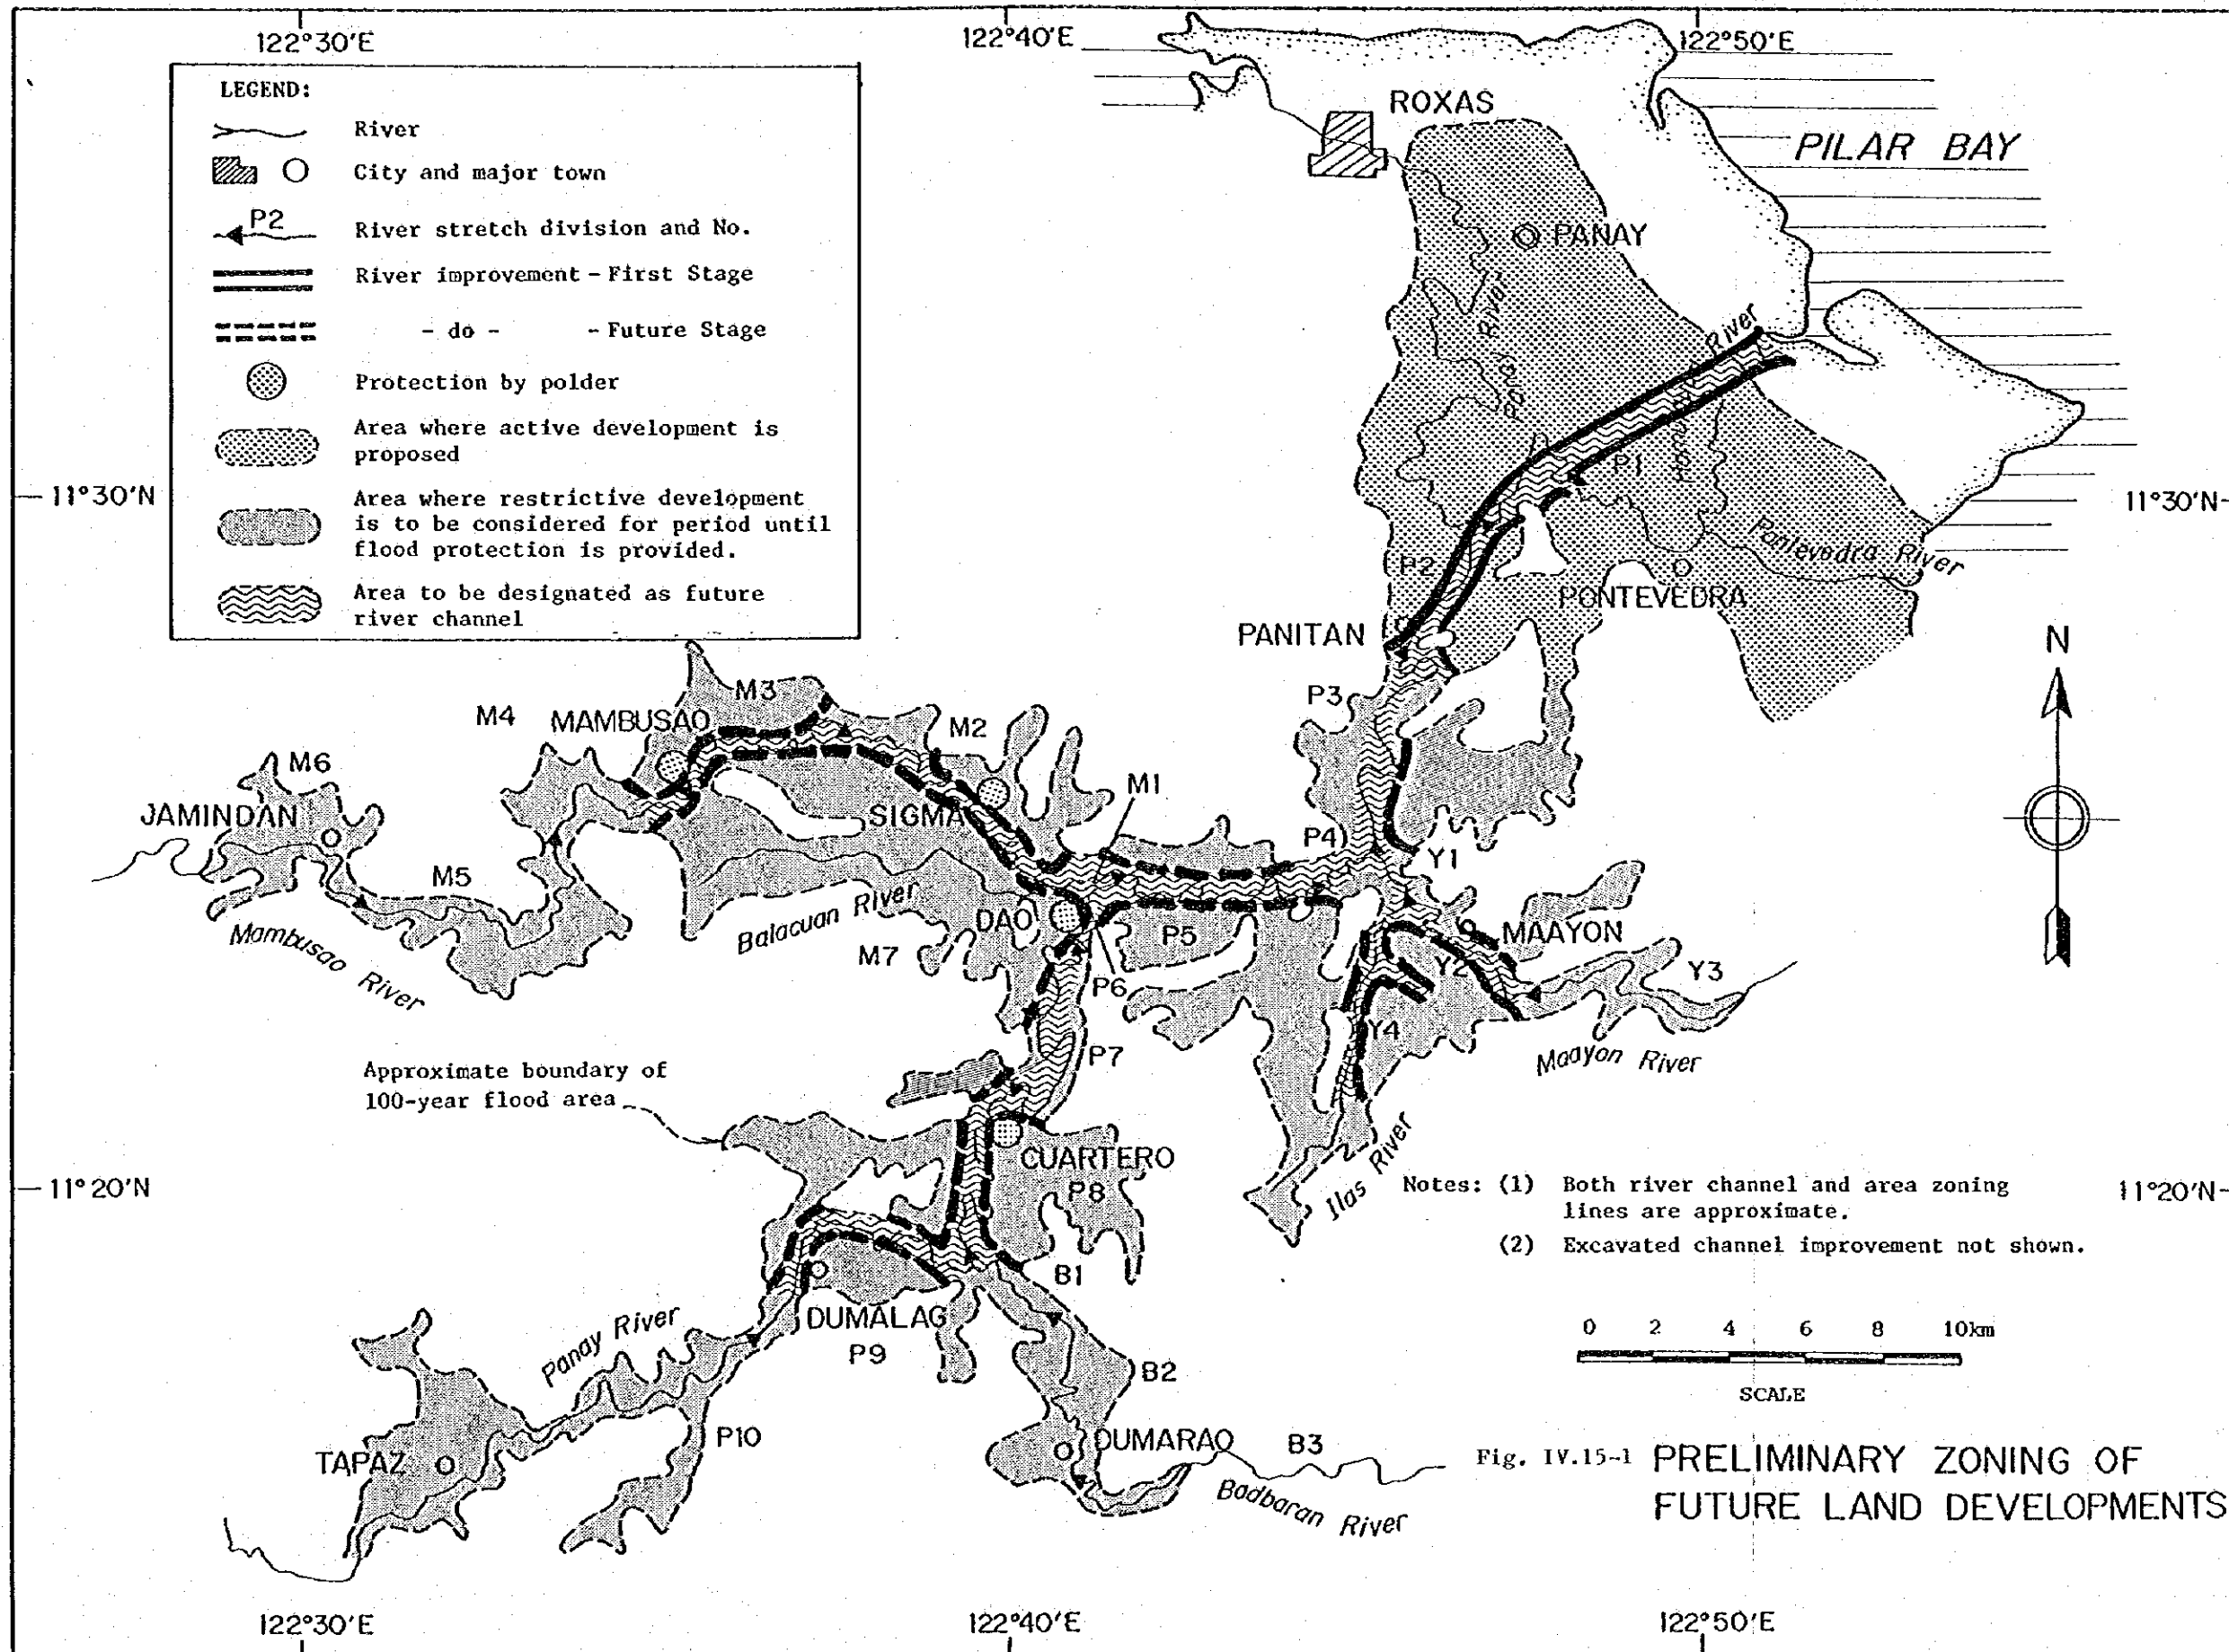 122°30'E
122°40'E
122°50'E
LEGEND:
River
City and major town
P2
River stretch division and No.
River improvement - First Stage
- do - - Future Stage
Protection by polder
Area where active development is
proposed
Area where restrictive development
is to be considered for period until
flood protection is provided.
Area to be designated as future
river channel
ROXAS
PILAR BAY
PANAY
Panay River
River
P1
11°30'N
11°30'N
Pontevedra River
P2
PONTEVEDRA
PANITAN
N
P3
M3
M4
MAMBUSAO
M2
M6
M1
JAMINDAN
SIGMA
P4
Y1
M5
Balacuan River
DAO
P5
MAAYON
Mambusao River
M7
Y2
Y3
P6
Y4
P7
Maayon River
Approximate boundary of
100-year flood area
CUARTERO
P8
Ilas River
11°20'N
11°20'N
Notes: (1) Both river channel and area zoning
lines are approximate.
(2) Excavated channel improvement not shown.
B1
DUMALAG
Panay River
P9
B2
0 2 4 6 8 10km
SCALE
P10
TAPAZ
DUMARAO
B3
Badbaran River
Fig. IV.15-1 PRELIMINARY ZONING OF
FUTURE LAND DEVELOPMENTS
122°30'E
122°40'E
122°50'E